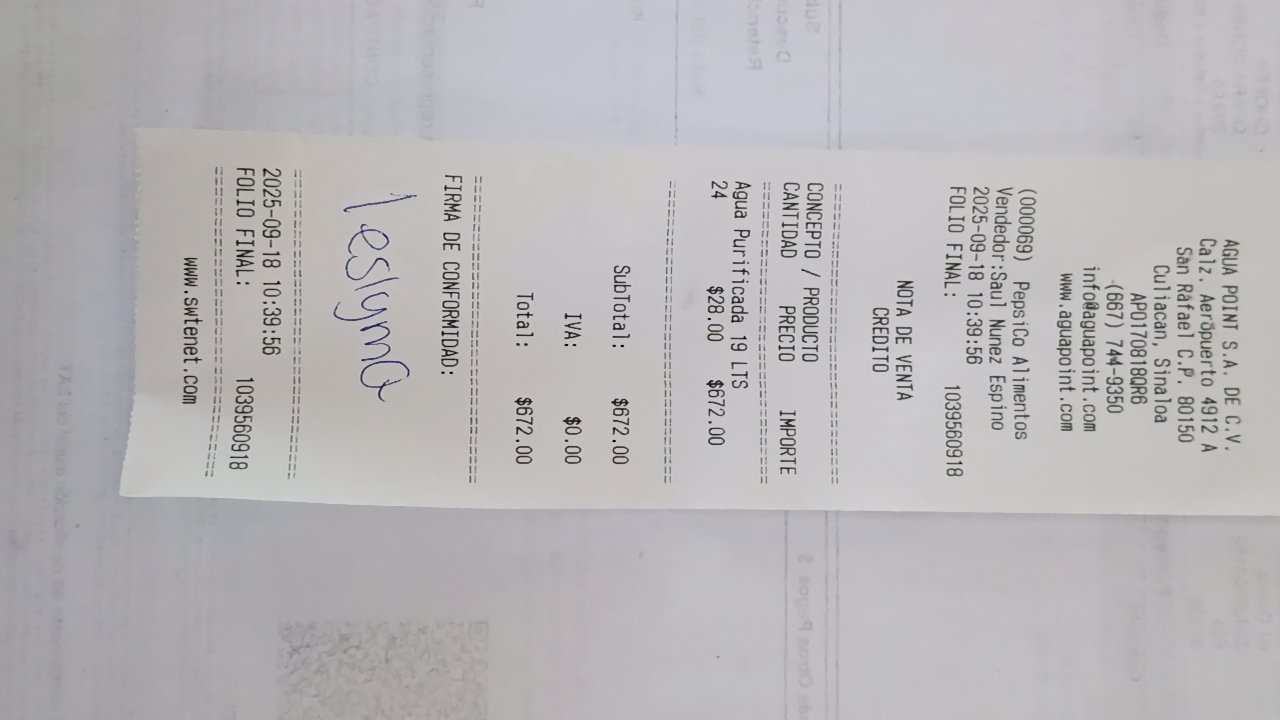 AGUA POINT S.A. DE C.V.
Calz. Aeropuerto 4912 A
San Rafael C.P. 80150
Culiacan, Sinaloa
APO170818QR6
(667) 744-9350
info@aguapoint.com
www.aguapoint.com
(000069) PepsiCo Alimentos
Vendedor:Saul Nunez Espino
2025-09-18 10:39:56
FOLIO FINAL: 1039560918
NOTA DE VENTA
CREDITO
CONCEPTO / PRODUCTO
CANTIDAD PRECIO IMPORTE
Agua Purificada 19 LTS
24 $28.00 $672.00
SubTotal: $672.00
IVA: $0.00
Total: $672.00
FIRMA DE CONFORMIDAD:
2025-09-18 10:39:56
FOLIO FINAL: 1039560918
www.swtenet.com